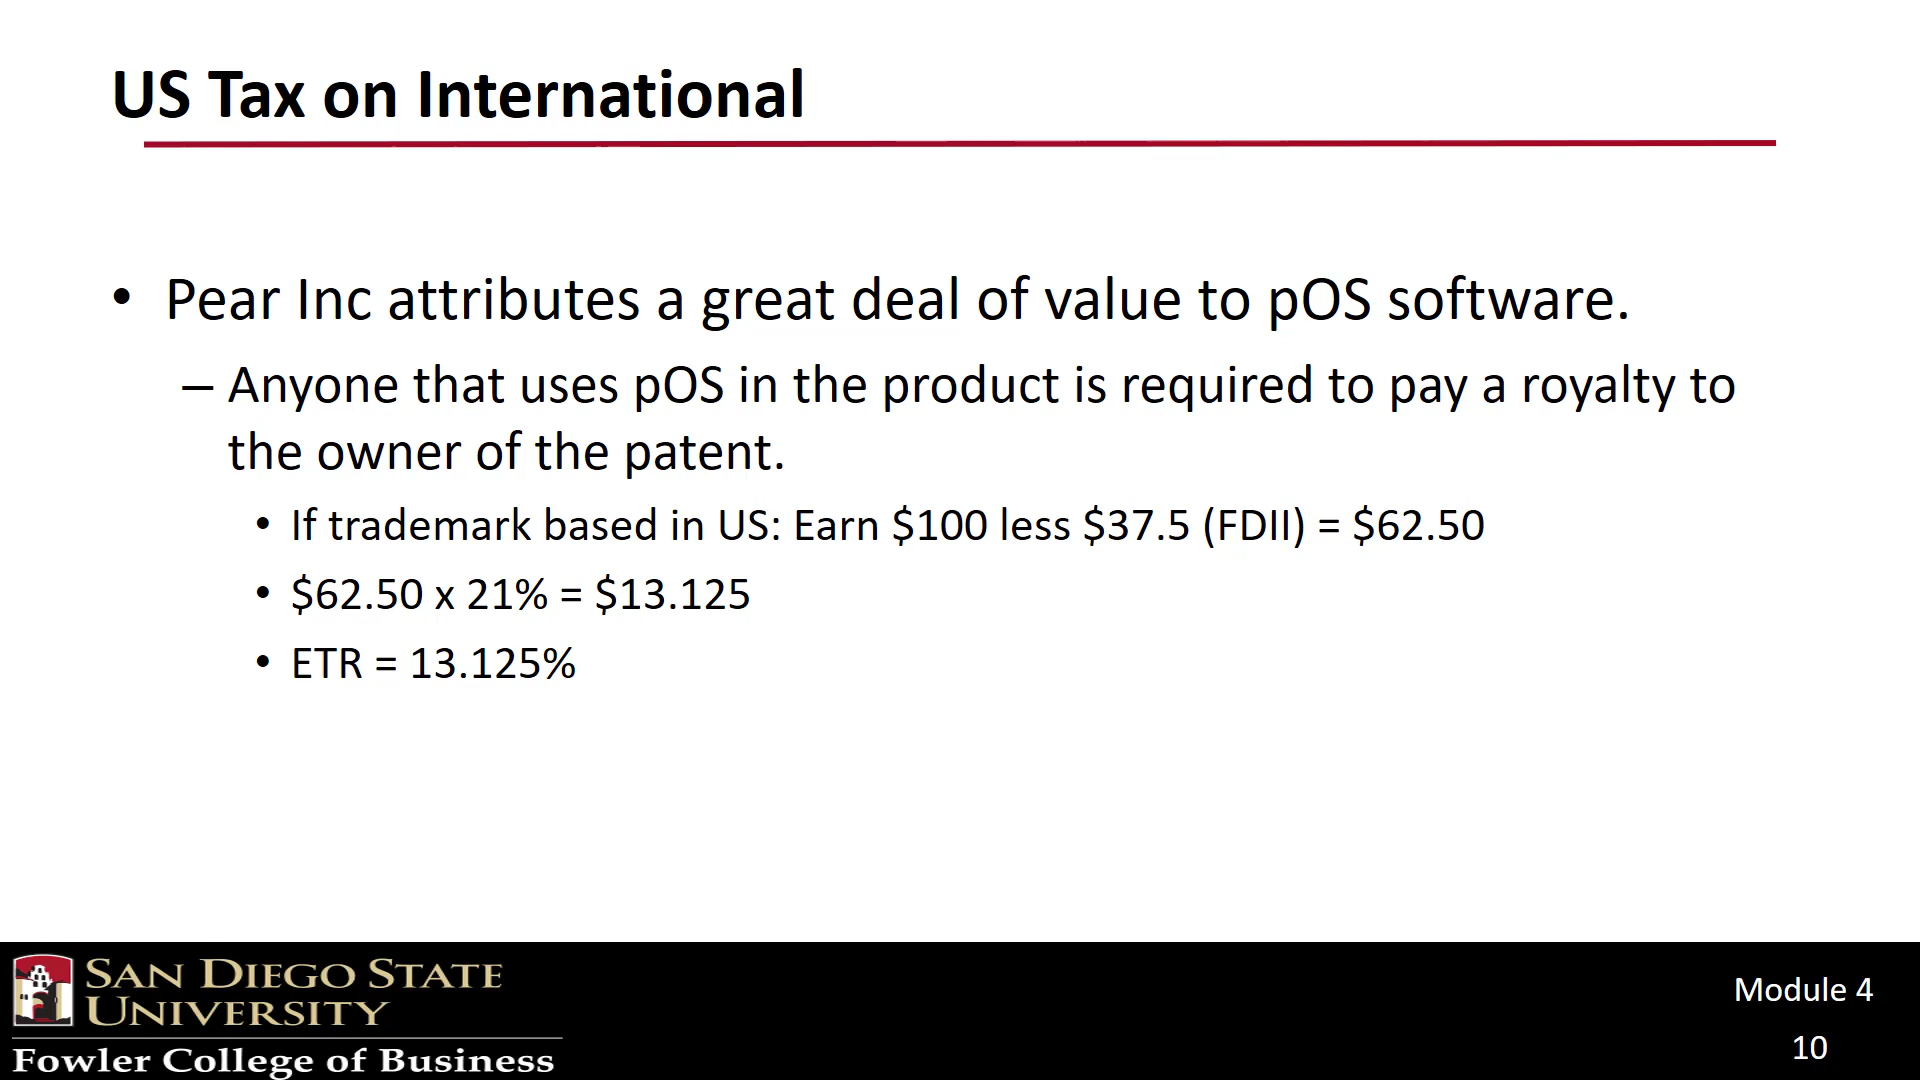 US Tax on International
• Pear Inc attributes a great deal of value to pOS software.
– Anyone that uses pOS in the product is required to pay a royalty to
the owner of the patent.
• If trademark based in US: Earn $100 less $37.5 (FDII) = $62.50
• $62.50 x 21% = $13.125
• ETR = 13.125%
SAN DIEGO STATE
UNIVERSITY
Fowler College of Business
Module 4
10